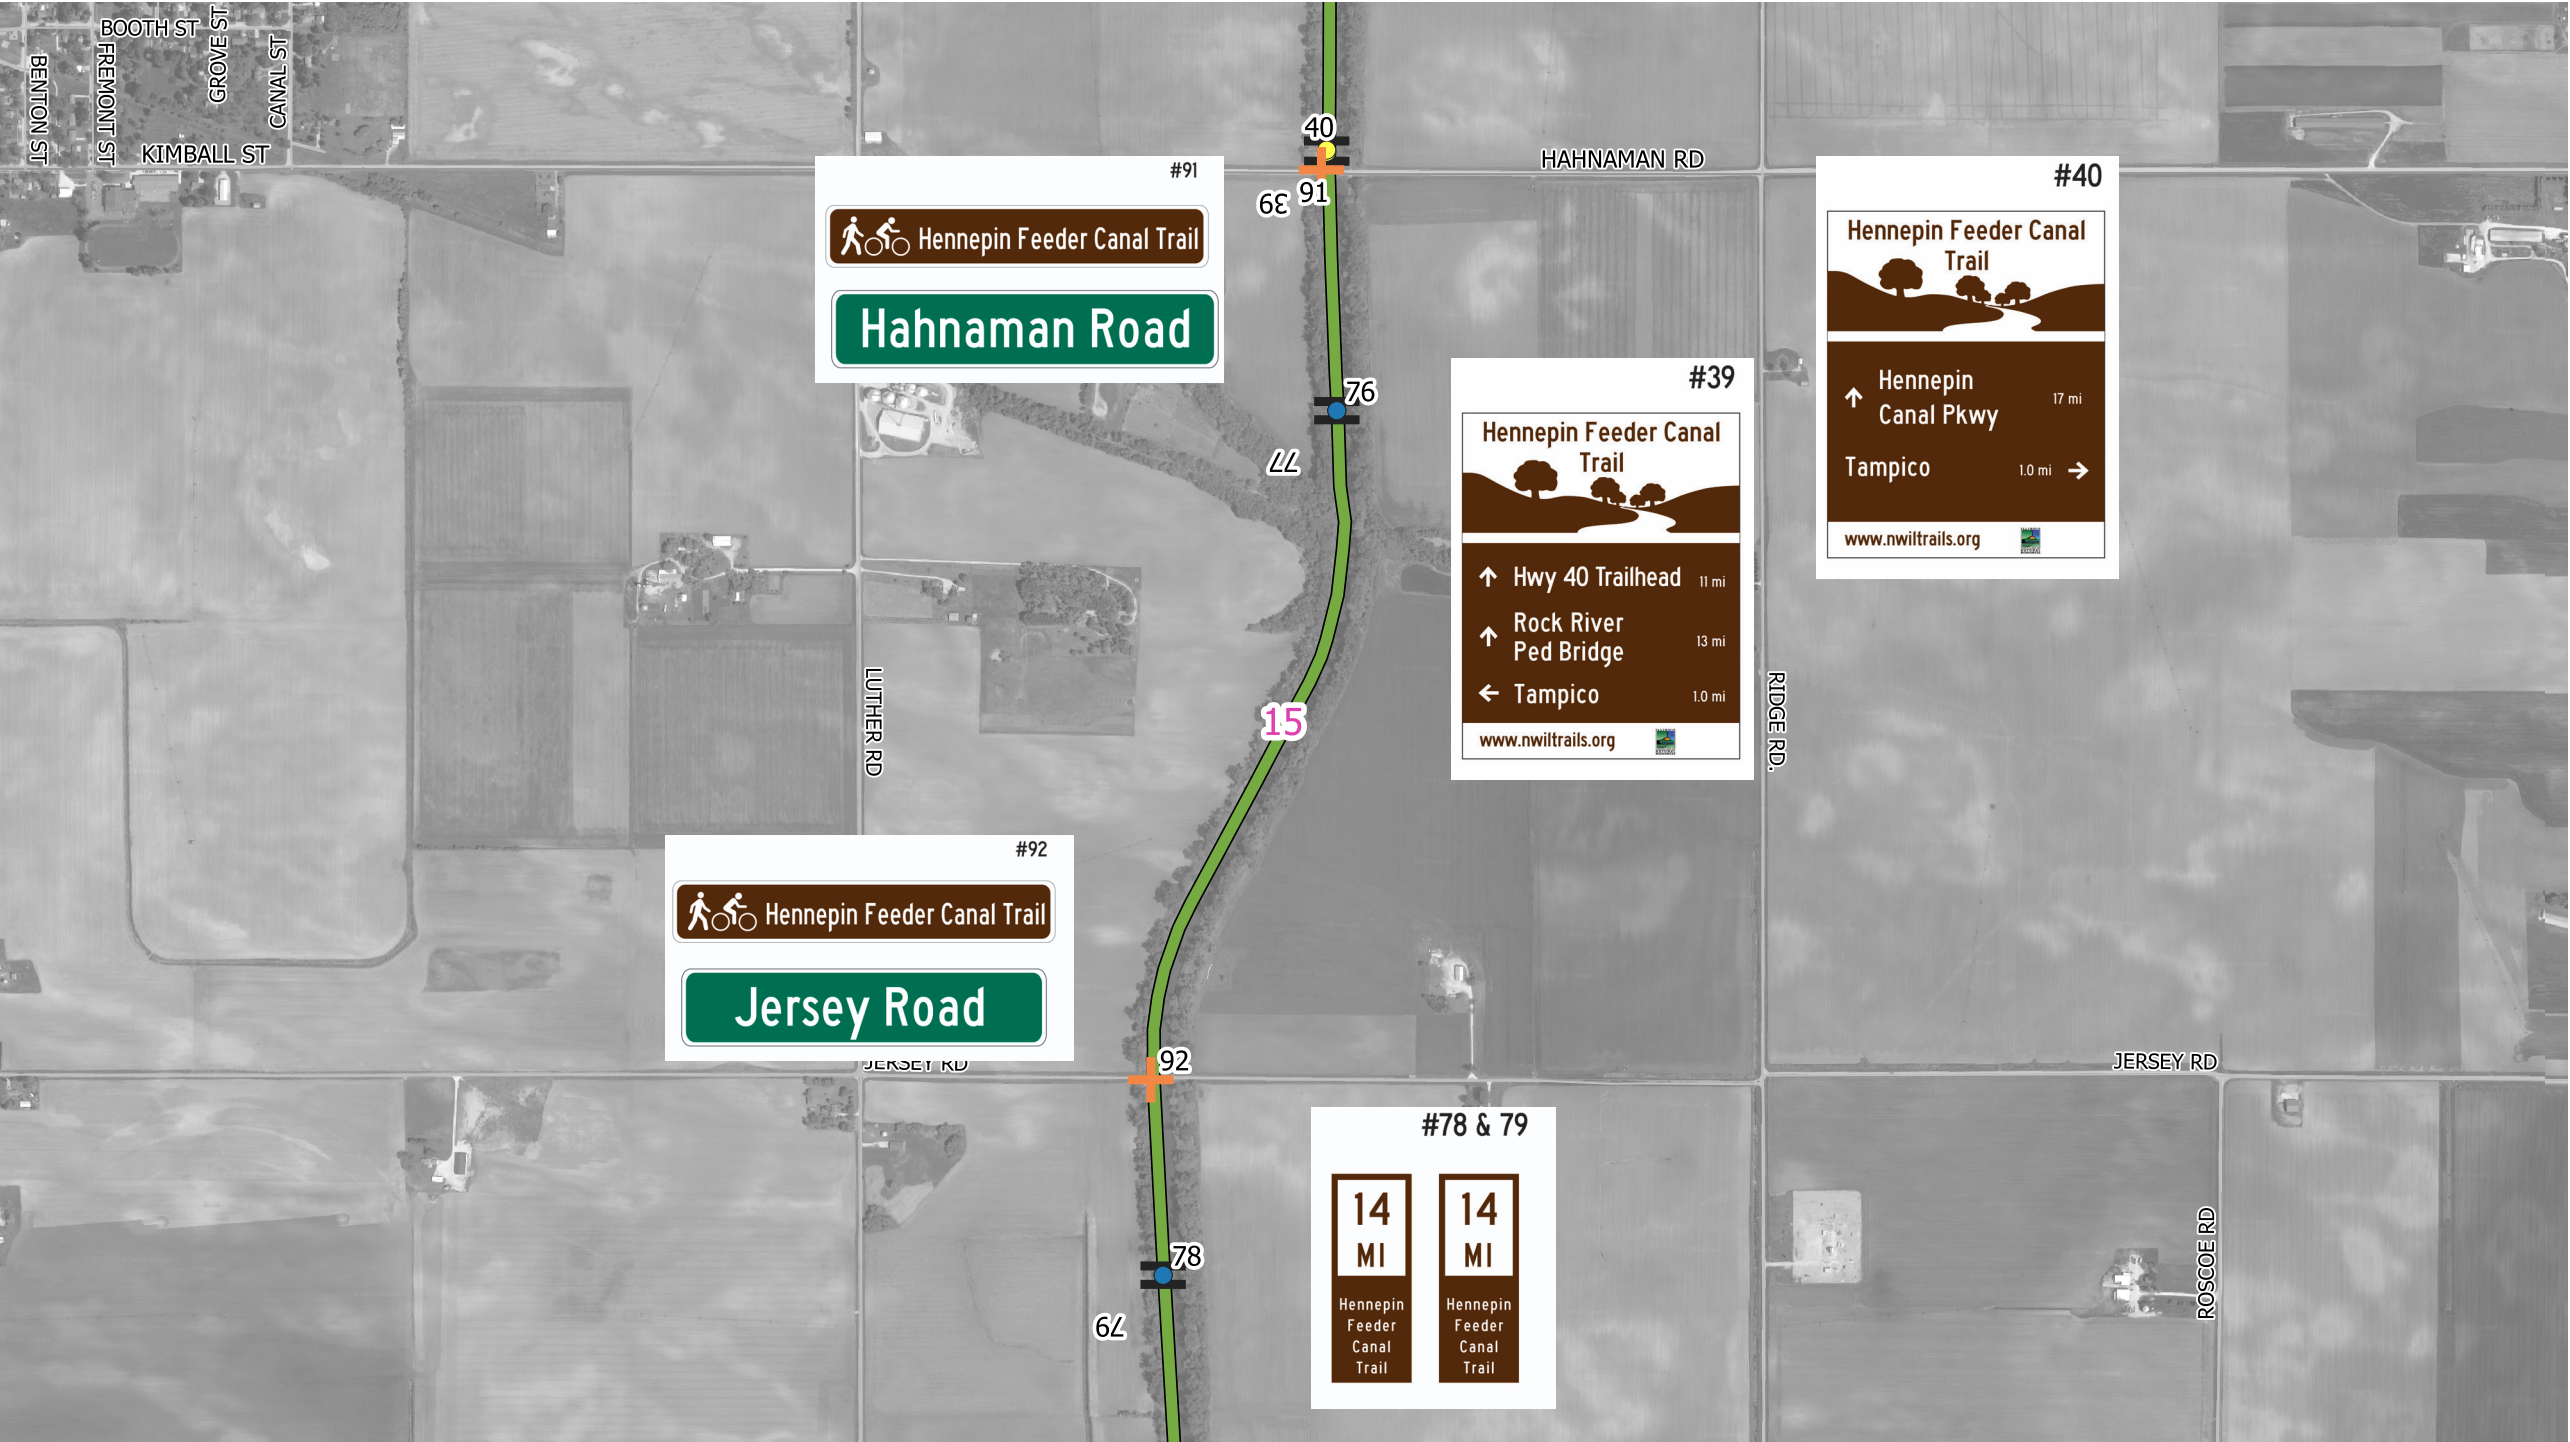 BOOTH ST
GROVE ST
CANAL ST
FREMONT ST
BENTON ST
KIMBALL ST
40
HAHNAMAN RD
91
39
#91
Hennepin Feeder Canal Trail
Hahnaman Road
#40
Hennepin Feeder Canal
Trail
Hennepin
Canal Pkwy
17 mi
Tampico
1.0 mi
www.nwiltrails.org
76
77
#39
Hennepin Feeder Canal
Trail
Hwy 40 Trailhead 11 mi
Rock River
Ped Bridge
13 mi
Tampico 1.0 mi
www.nwiltrails.org
LUTHER RD
15
RIDGE RD.
#92
Hennepin Feeder Canal Trail
Jersey Road
JERSEY RD
92
JERSEY RD
#78 & 79
14
MI
Hennepin
Feeder
Canal
Trail
14
MI
Hennepin
Feeder
Canal
Trail
78
79
ROSCOE RD